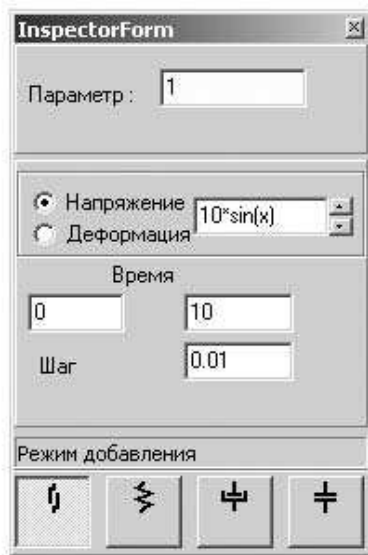 InspectorForm
Параметр : 1
Напряжение 10*sin(x)
Деформация
Время
0 10
Шаг 0.01
Режим добавления